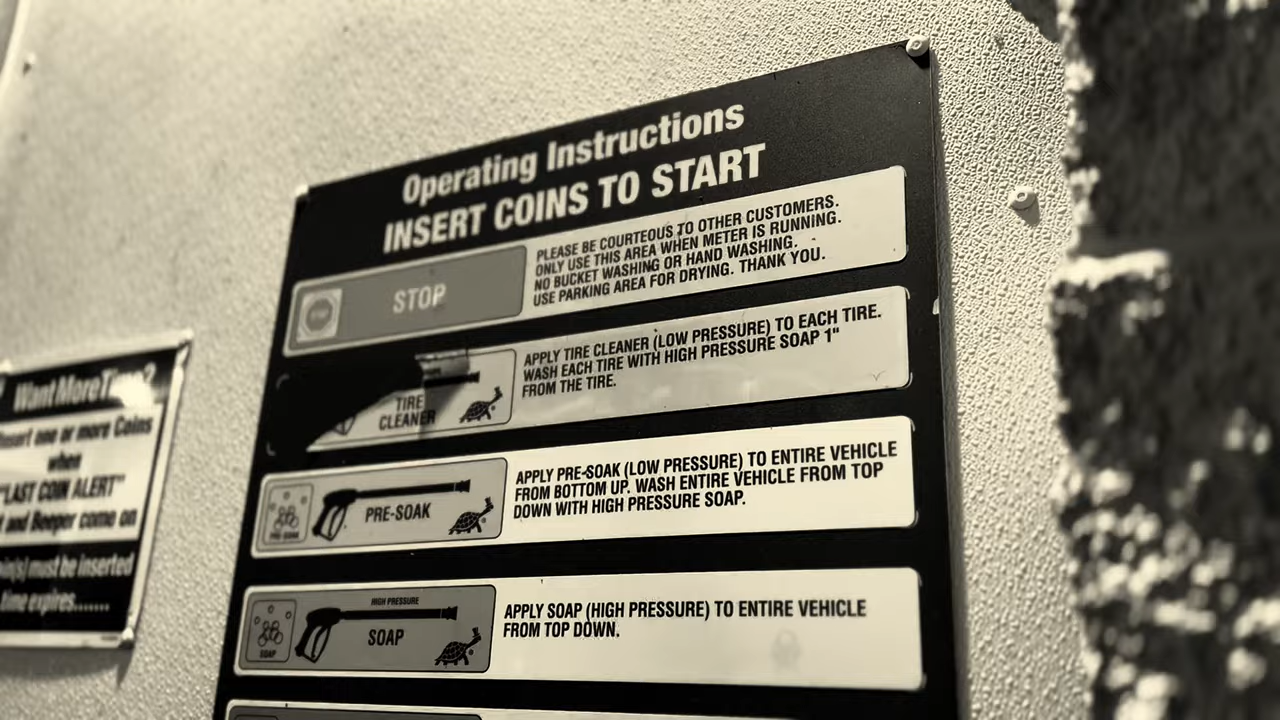 Operating Instructions
INSERT COINS TO START
STOP
PLEASE BE COURTEOUS TO OTHER CUSTOMERS.
ONLY USE THIS AREA WHEN METER IS RUNNING.
NO BUCKET WASHING OR HAND WASHING.
USE PARKING AREA FOR DRYING. THANK YOU.
TIRE
CLEANER
APPLY TIRE CLEANER (LOW PRESSURE) TO EACH TIRE.
WASH EACH TIRE WITH HIGH PRESSURE SOAP 1"
FROM THE TIRE.
PRE-SOAK
PRE-SOAK
APPLY PRE-SOAK (LOW PRESSURE) TO ENTIRE VEHICLE
FROM BOTTOM UP. WASH ENTIRE VEHICLE FROM TOP
DOWN WITH HIGH PRESSURE SOAP.
SOAP
HIGH PRESSURE
SOAP
APPLY SOAP (HIGH PRESSURE) TO ENTIRE VEHICLE
FROM TOP DOWN.
Want More Time?
Insert one or more Coins
when
"LAST COIN ALERT"
and Beeper come on
must be inserted
time expires.......